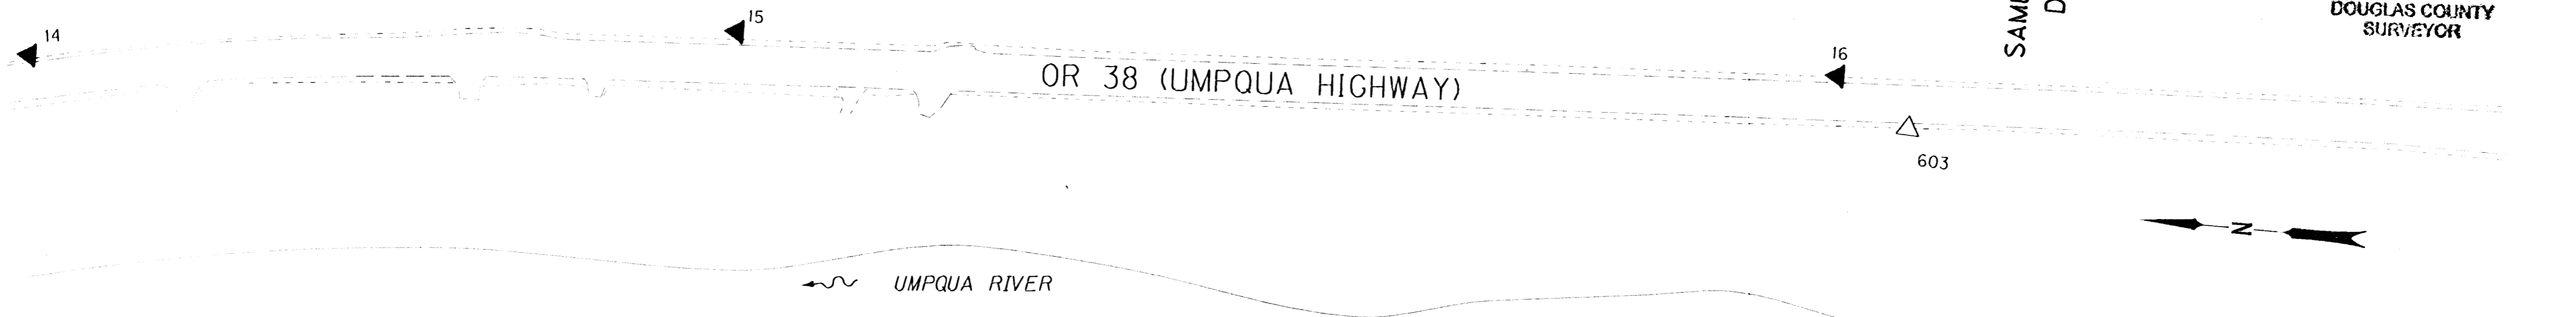 14
15
16
OR 38 (UMPQUA HIGHWAY)
603
N
UMPQUA RIVER
DOUGLAS COUNTY
SURVEYOR